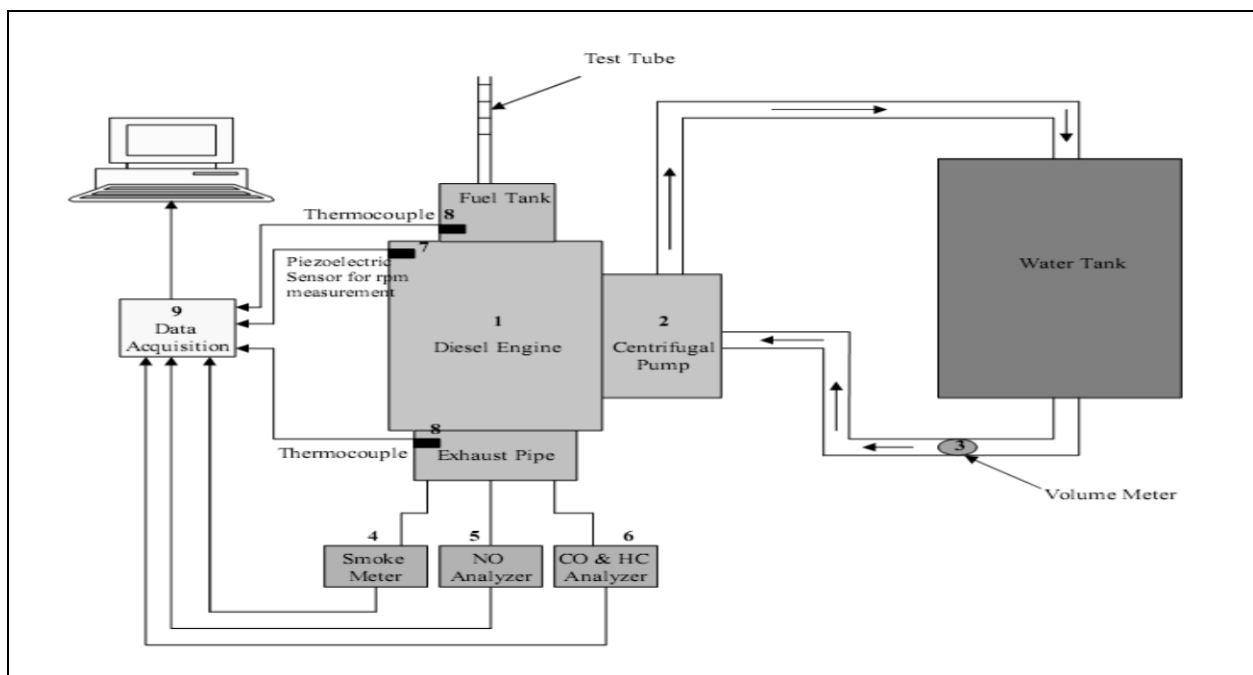 Test Tube
Fuel Tank
Thermocouple 8
7
Piezoelectric
Sensor for rpm
measurement
Water Tank
9
Data
Acquisition
1
Diesel Engine
2
Centrifugal
Pump
8
Thermocouple
Exhaust Pipe
3
Volume Meter
4
Smoke
Meter
5
NO
Analyzer
6
CO & HC
Analyzer